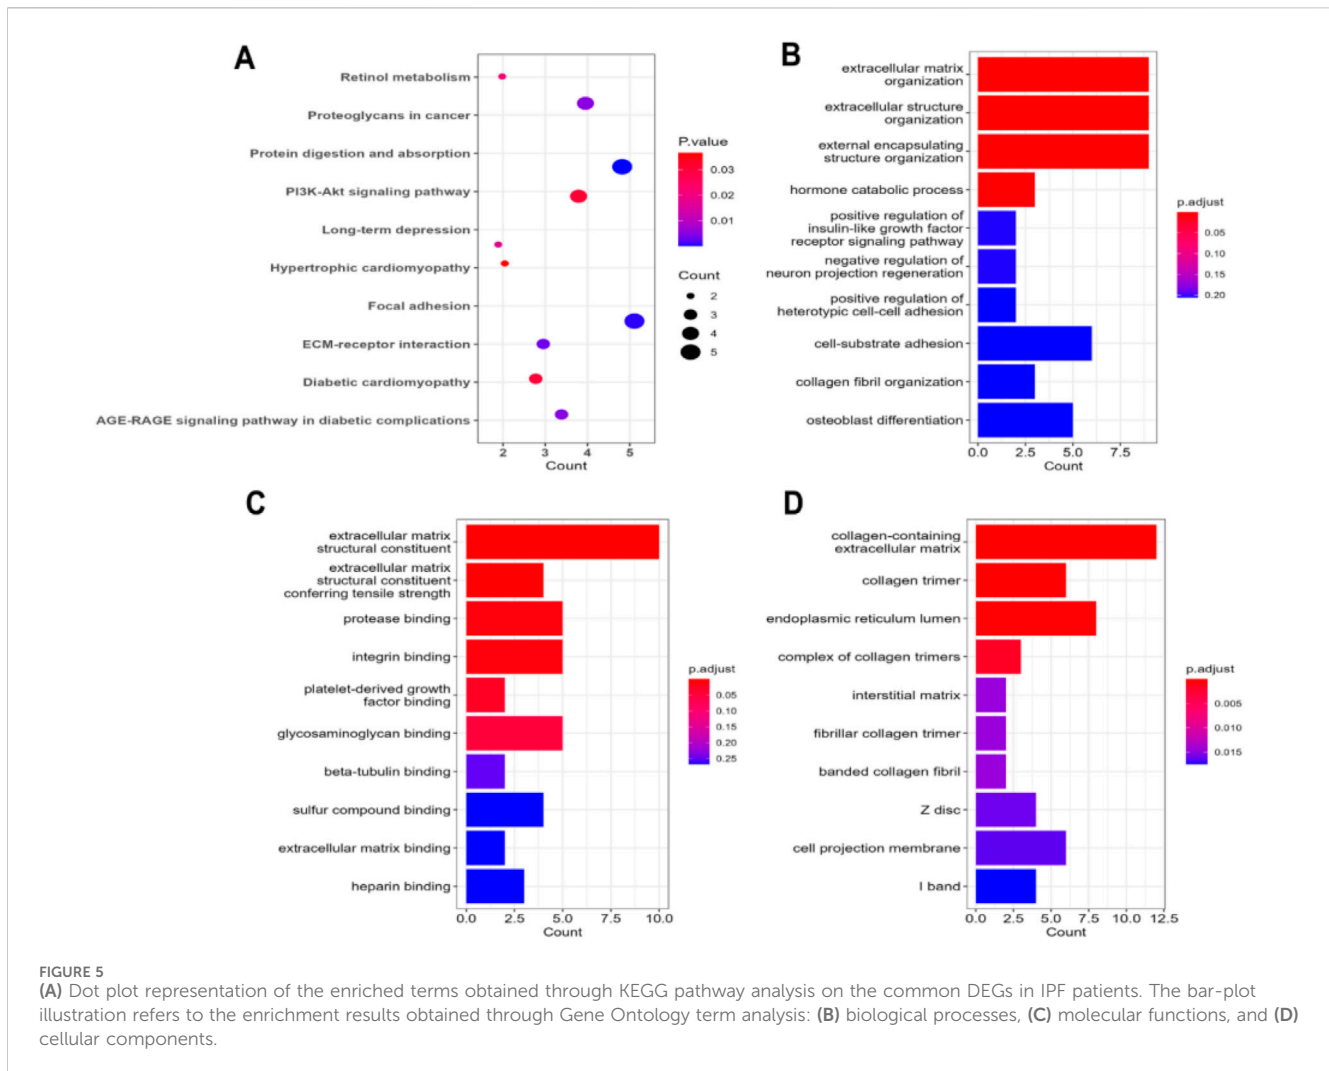 A
Retinol metabolism
Proteoglycans in cancer
Protein digestion and absorption
PI3K-Akt signaling pathway
Long-term depression
Hypertrophic cardiomyopathy
Focal adhesion
ECM-receptor interaction
Diabetic cardiomyopathy
AGE-RAGE signaling pathway in diabetic complications
2 3 4 5
Count
P.value
0.03
0.02
0.01
Count
2
3
4
5
B
extracellular matrix
organization
extracellular structure
organization
external encapsulating
structure organization
hormone catabolic process
positive regulation of
insulin-like growth factor
receptor signaling pathway
negative regulation of
neuron projection regeneration
positive regulation of
heterotypic cell-cell adhesion
cell-substrate adhesion
collagen fibril organization
osteoblast differentiation
0.0 2.5 5.0 7.5
Count
p.adjust
0.05
0.10
0.15
0.20
C
extracellular matrix
structural constituent
extracellular matrix
structural constituent
conferring tensile strength
protease binding
integrin binding
platelet-derived growth
factor binding
glycosaminoglycan binding
beta-tubulin binding
sulfur compound binding
extracellular matrix binding
heparin binding
0.0 2.5 5.0 7.5 10.0
Count
p.adjust
0.05
0.10
0.15
0.20
0.25
D
collagen-containing
extracellular matrix
collagen trimer
endoplasmic reticulum lumen
complex of collagen trimers
interstitial matrix
fibrillar collagen trimer
banded collagen fibril
Z disc
cell projection membrane
I band
0.0 2.5 5.0 7.5 10.0 12.5
Count
p.adjust
0.005
0.010
0.015
FIGURE 5
(A) Dot plot representation of the enriched terms obtained through KEGG pathway analysis on the common DEGs in IPF patients. The bar-plot
illustration refers to the enrichment results obtained through Gene Ontology term analysis: (B) biological processes, (C) molecular functions, and (D)
cellular components.